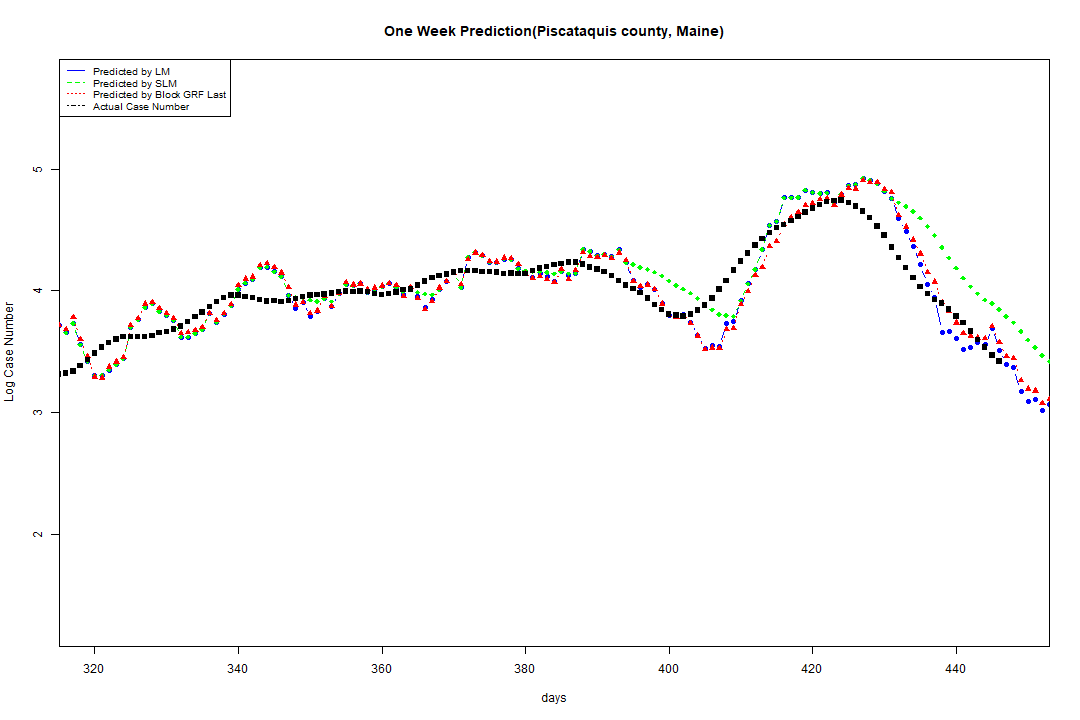 One Week Prediction(Piscataquis county, Maine)
Predicted by LM
Predicted by SLM
Predicted by Block GRF Last
Actual Case Number
5
4
3
2
Log Case Number
320 340 360 380 400 420 440
days